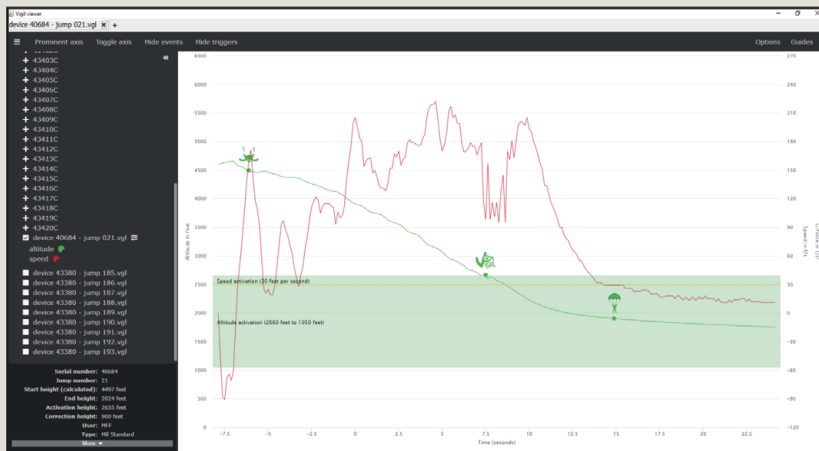 Vigil viewer
device 40684 - jump 021.vgl
Prominent axis Toggle axis Hide events Hide triggers Options Guides
43403C
43404C
43405C
43406C
43407C
43408C
43409C
43410C
43411C
43412C
43413C
43414C
43415C
43416C
43417C
43418C
43419C
43420C
device 40684 - jump 021.vgl
altitude
speed
device 43380 - jump 185.vgl
device 43380 - jump 186.vgl
device 43380 - jump 187.vgl
device 43380 - jump 188.vgl
device 43380 - jump 189.vgl
device 43380 - jump 190.vgl
device 43380 - jump 191.vgl
device 43380 - jump 192.vgl
device 43380 - jump 193.vgl
Serial number: 40684
Jump number: 21
Start height (calculated): 4497 feet
End height: 2024 feet
Activation height: 2655 feet
Correction height: 900 feet
User: MFF
Type: Mil Standard
More
6500
6000
5500
5000
4500
4000
3500
3000
2500
2000
1500
1000
500
0
Altitude in Feet
Speed activation (30 feet per second)
Altitude activation (2660 feet to 1050 feet)
-7.5 -5 -2.5 0 2.5 5 7.5 10 12.5 15 17.5 20 22.5
Time (seconds)
270
240
210
180
150
120
90
60
30
0
-30
-60
-90
-120
Speed in f/s